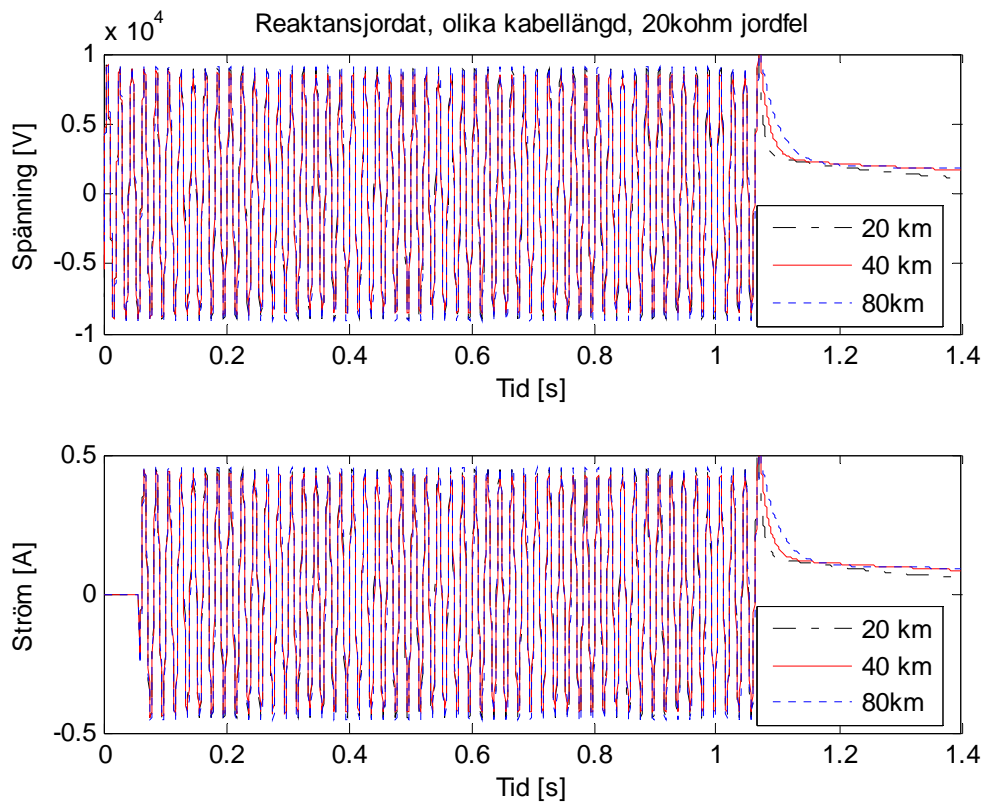 Reaktansjordat, olika kabellängd, 20kohm jordfel
x 10^4
1
0.5
0
-0.5
-1
Spänning [V]
0 0.2 0.4 0.6 0.8 1 1.2 1.4
Tid [s]
20 km
40 km
80km
0.5
0
-0.5
Ström [A]
0 0.2 0.4 0.6 0.8 1 1.2 1.4
Tid [s]
20 km
40 km
80km